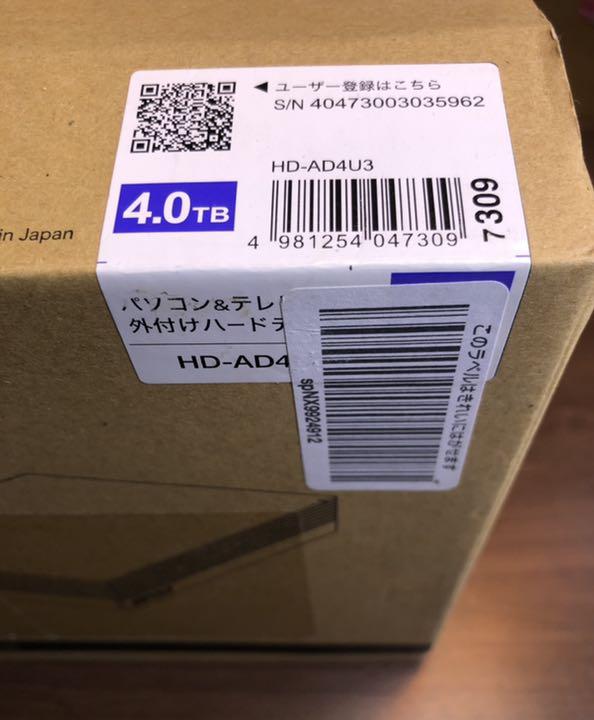 ◀ ユーザー登録はこちら
S/N 40473003035962
HD-AD4U3
4.0TB
4 981254 047309
7309
in Japan
パソコン&テレ
外付けハード
HD-AD4
spNX9924912
このラベルはきれいにはがせます